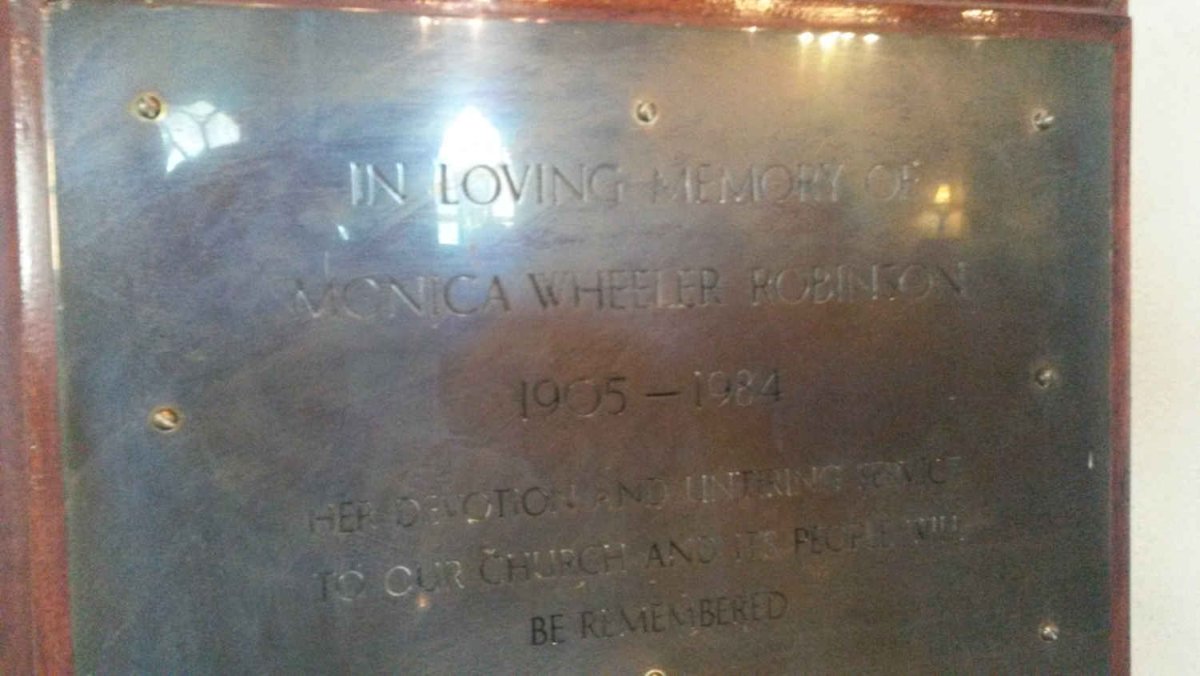 IN LOVING MEMORY OF
MONICA WHEELER ROBINSON
1905 - 1984
HER DEVOTION AND UNTIRING SERVICE
TO OUR CHURCH AND ITS PEOPLE WILL
BE REMEMBERED